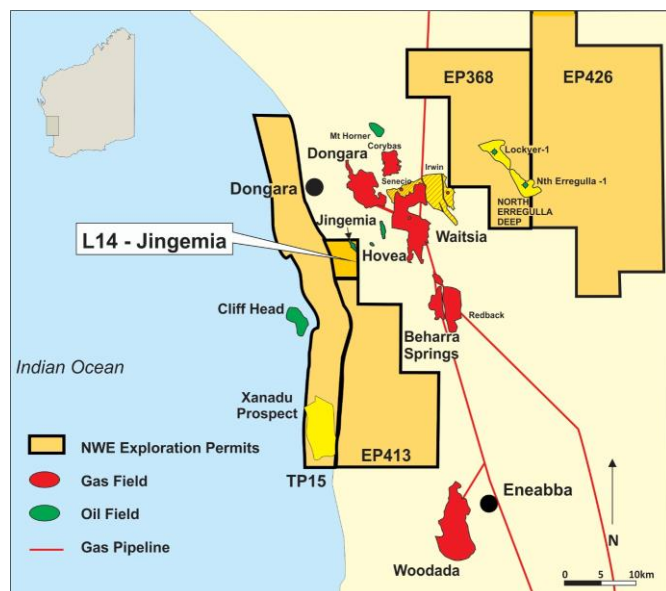 EP368
EP426
Mt Horner
Corybas
Dongara
Lockyer-1
Irwin
Senecio
Dongara
Nth Erregulla -1
NORTH
ERREGULLA
DEEP
Jingemia
Waitsia
L14 - Jingemia
Hovea
Cliff Head
Redback
Beharra
Springs
Indian Ocean
Xanadu
Prospect
NWE Exploration Permits
EP413
Gas Field
TP15
Oil Field
Eneabba
Gas Pipeline
N
Woodada
0 5 10km